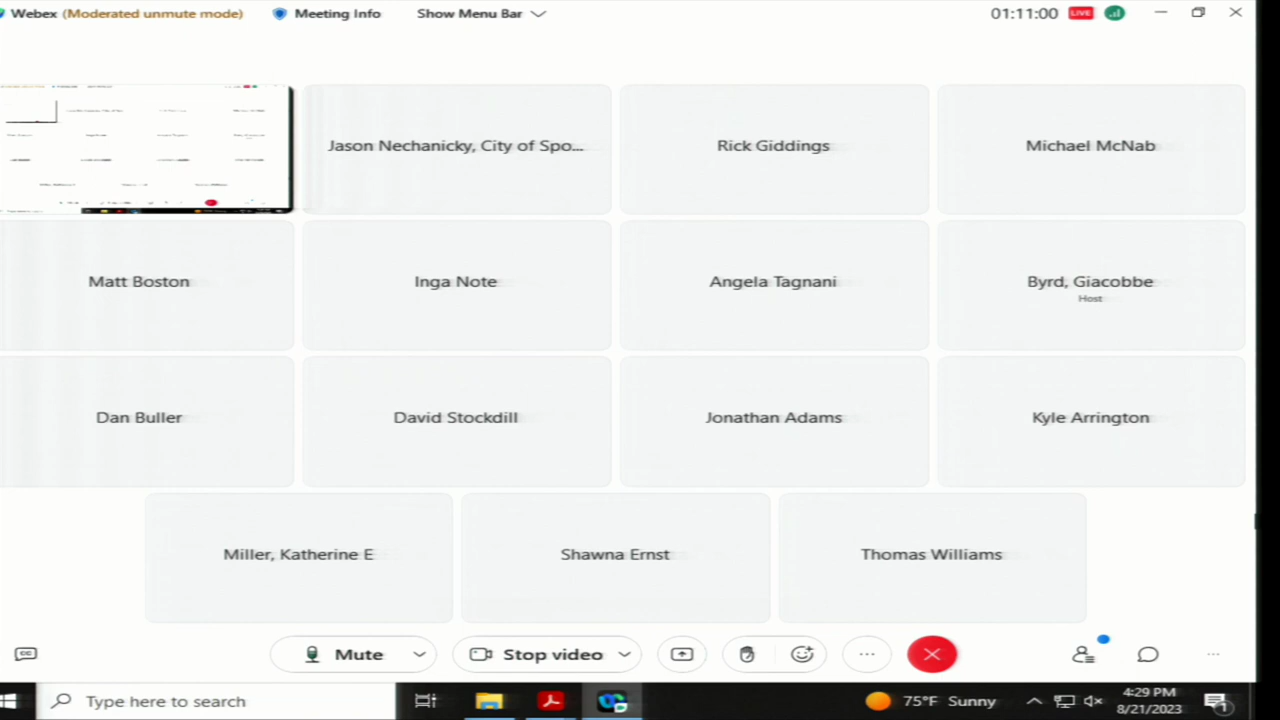 Webex (Moderated unmute mode) Meeting Info Show Menu Bar 01:11:00 LIVE
Jason Nechanicky, City of Spo... Rick Giddings Michael McNab
Matt Boston Inga Note Angela Tagnani Byrd, Giacobbe
Host
Dan Buller David Stockdill Jonathan Adams Kyle Arrington
Miller, Katherine E Shawna Ernst Thomas Williams
CC Mute Stop video
Type here to search 75°F Sunny 4:29 PM
8/21/2023 1